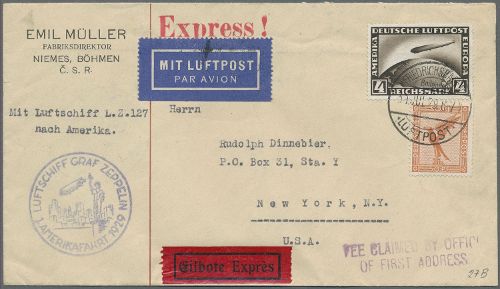 EMIL MÜLLER
FABRIKSDIREKTOR
NIEMES, BÖHMEN
Č. S. R.
Express!
MIT LUFTPOST
PAR AVION
DEUTSCHE LUFTPOST
AMERIKA
EUROPA
4 REICHSMARK 4
LUFTPOST
Mit Luftschiff L.Z.127
nach Amerika.
Herrn
Rudolph Dinnebier.
P.O. Box 31, Sta. Y
New York, N.Y.
U.S.A.
LUFTSCHIFF GRAF ZEPPELIN
1. AMERIKAFAHRT 1929
Eilbote Exprès
FEE CLAIMED BY OFFICE
OF FIRST ADDRESS
27B